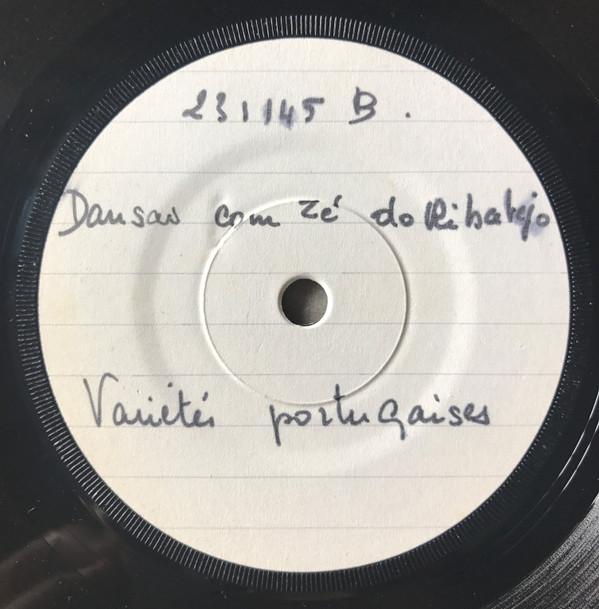 231145 B.
Dansas com Zé do Ribatejo
Variétés portugaises